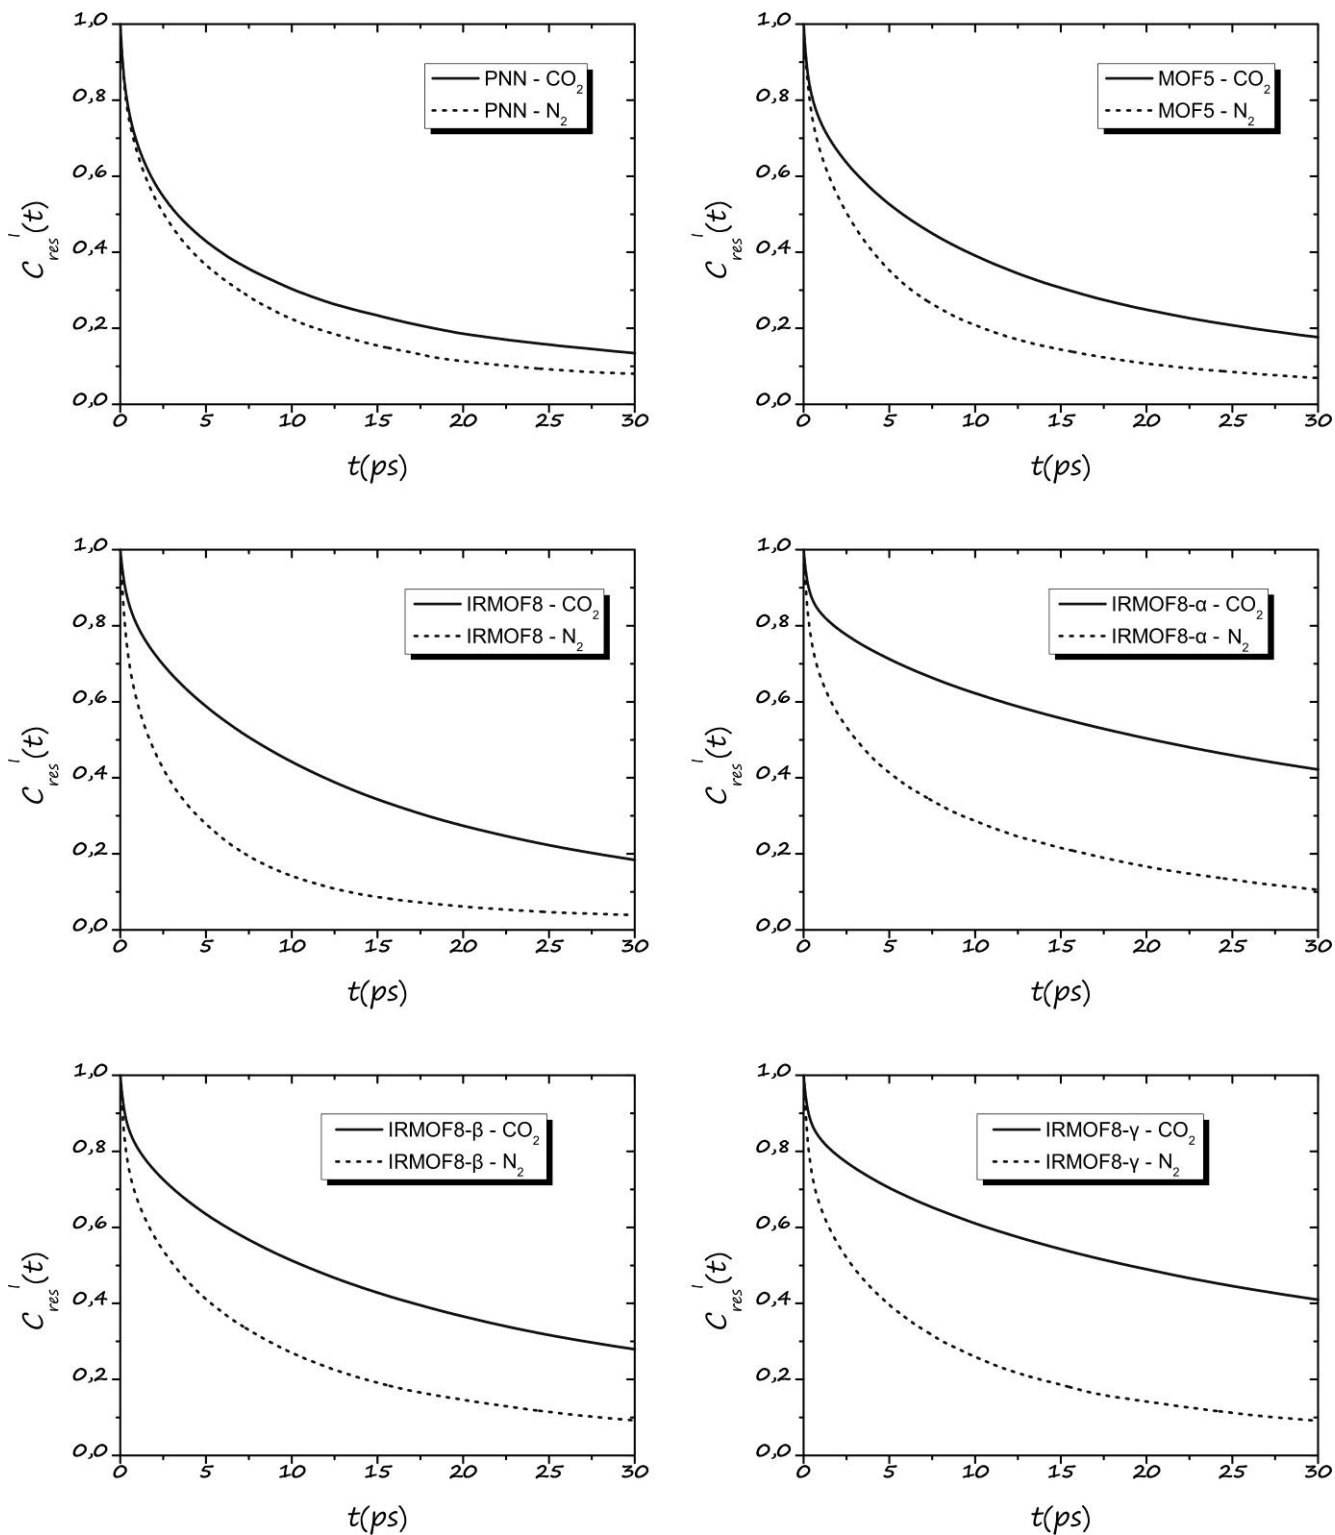 1,0
0,8
0,6
0,4
0,2
0,0
C_res^I(t)
PNN - CO₂
PNN - N₂
0 5 10 15 20 25 30
t(ps)
1,0
0,8
0,6
0,4
0,2
0,0
C_res^I(t)
MOF5 - CO₂
MOF5 - N₂
0 5 10 15 20 25 30
t(ps)
1,0
0,8
0,6
0,4
0,2
0,0
C_res^I(t)
IRMOF8 - CO₂
IRMOF8 - N₂
0 5 10 15 20 25 30
t(ps)
1,0
0,8
0,6
0,4
0,2
0,0
C_res^I(t)
IRMOF8-α - CO₂
IRMOF8-α - N₂
0 5 10 15 20 25 30
t(ps)
1,0
0,8
0,6
0,4
0,2
0,0
C_res^I(t)
IRMOF8-β - CO₂
IRMOF8-β - N₂
0 5 10 15 20 25 30
t(ps)
1,0
0,8
0,6
0,4
0,2
0,0
C_res^I(t)
IRMOF8-γ - CO₂
IRMOF8-γ - N₂
0 5 10 15 20 25 30
t(ps)